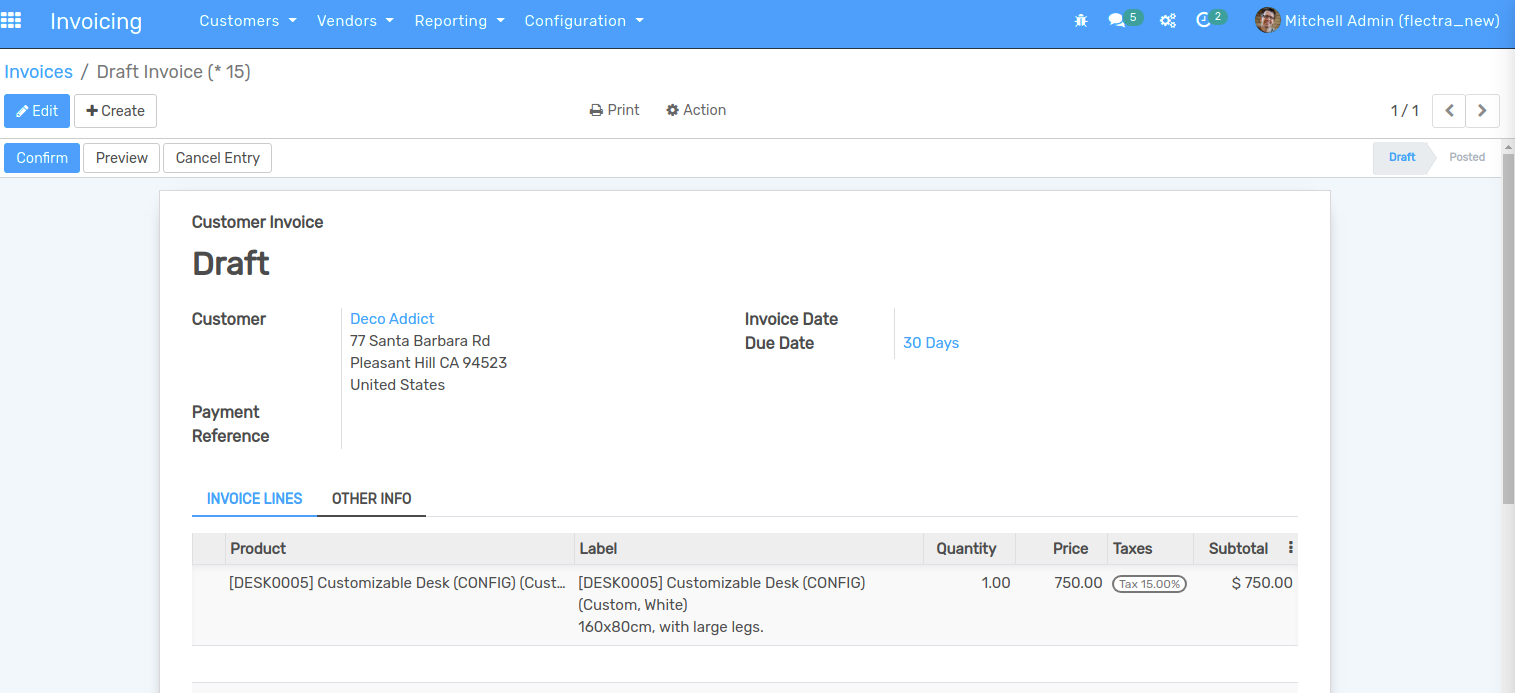 Invoicing Customers Vendors Reporting Configuration 5 2 Mitchell Admin (flectra_new)
Invoices / Draft Invoice (* 15)
Edit Create Print Action 1 / 1
Confirm Preview Cancel Entry Draft Posted
Customer Invoice
Draft
Customer Deco Addict Invoice Date
77 Santa Barbara Rd Due Date 30 Days
Pleasant Hill CA 94523
United States
Payment
Reference
INVOICE LINES OTHER INFO
Product Label Quantity Price Taxes Subtotal
[DESK0005] Customizable Desk (CONFIG) (Cust... [DESK0005] Customizable Desk (CONFIG) 1.00 750.00 Tax 15.00% $ 750.00
(Custom, White)
160x80cm, with large legs.